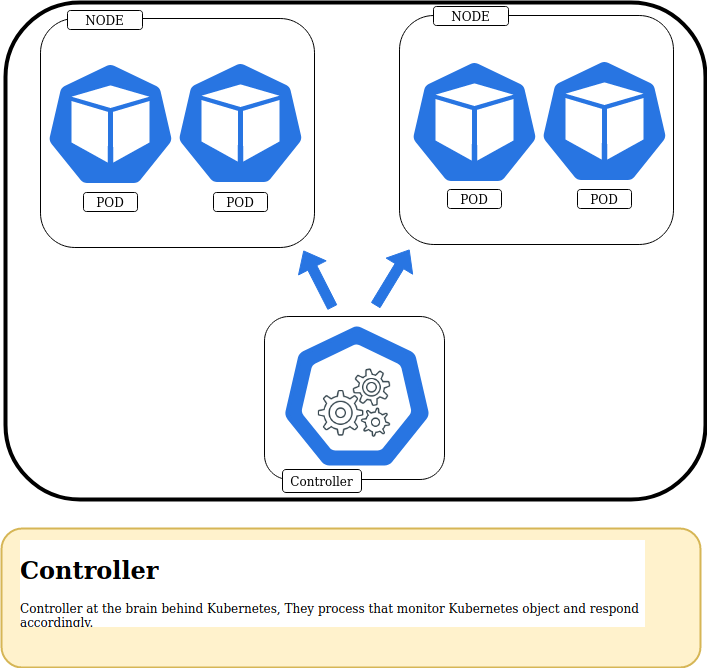 NODE
NODE
POD
POD
POD
POD
Controller
Controller
Controller at the brain behind Kubernetes, They process that monitor Kubernetes object and respond
accordingly.